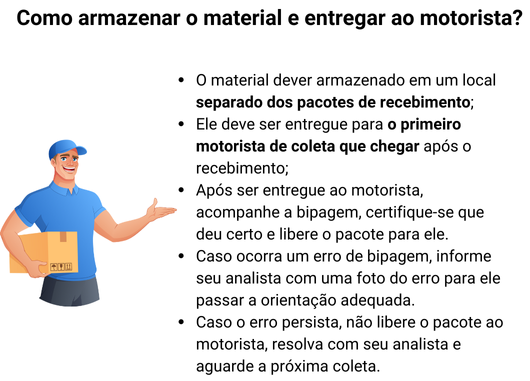 Como armazenar o material e entregar ao motorista?
• O material dever armazenado em um local
separado dos pacotes de recebimento;
• Ele deve ser entregue para o primeiro
motorista de coleta que chegar após o
recebimento;
• Após ser entregue ao motorista,
acompanhe a bipagem, certifique-se que
deu certo e libere o pacote para ele.
• Caso ocorra um erro de bipagem, informe
seu analista com uma foto do erro para ele
passar a orientação adequada.
• Caso o erro persista, não libere o pacote ao
motorista, resolva com seu analista e
aguarde a próxima coleta.